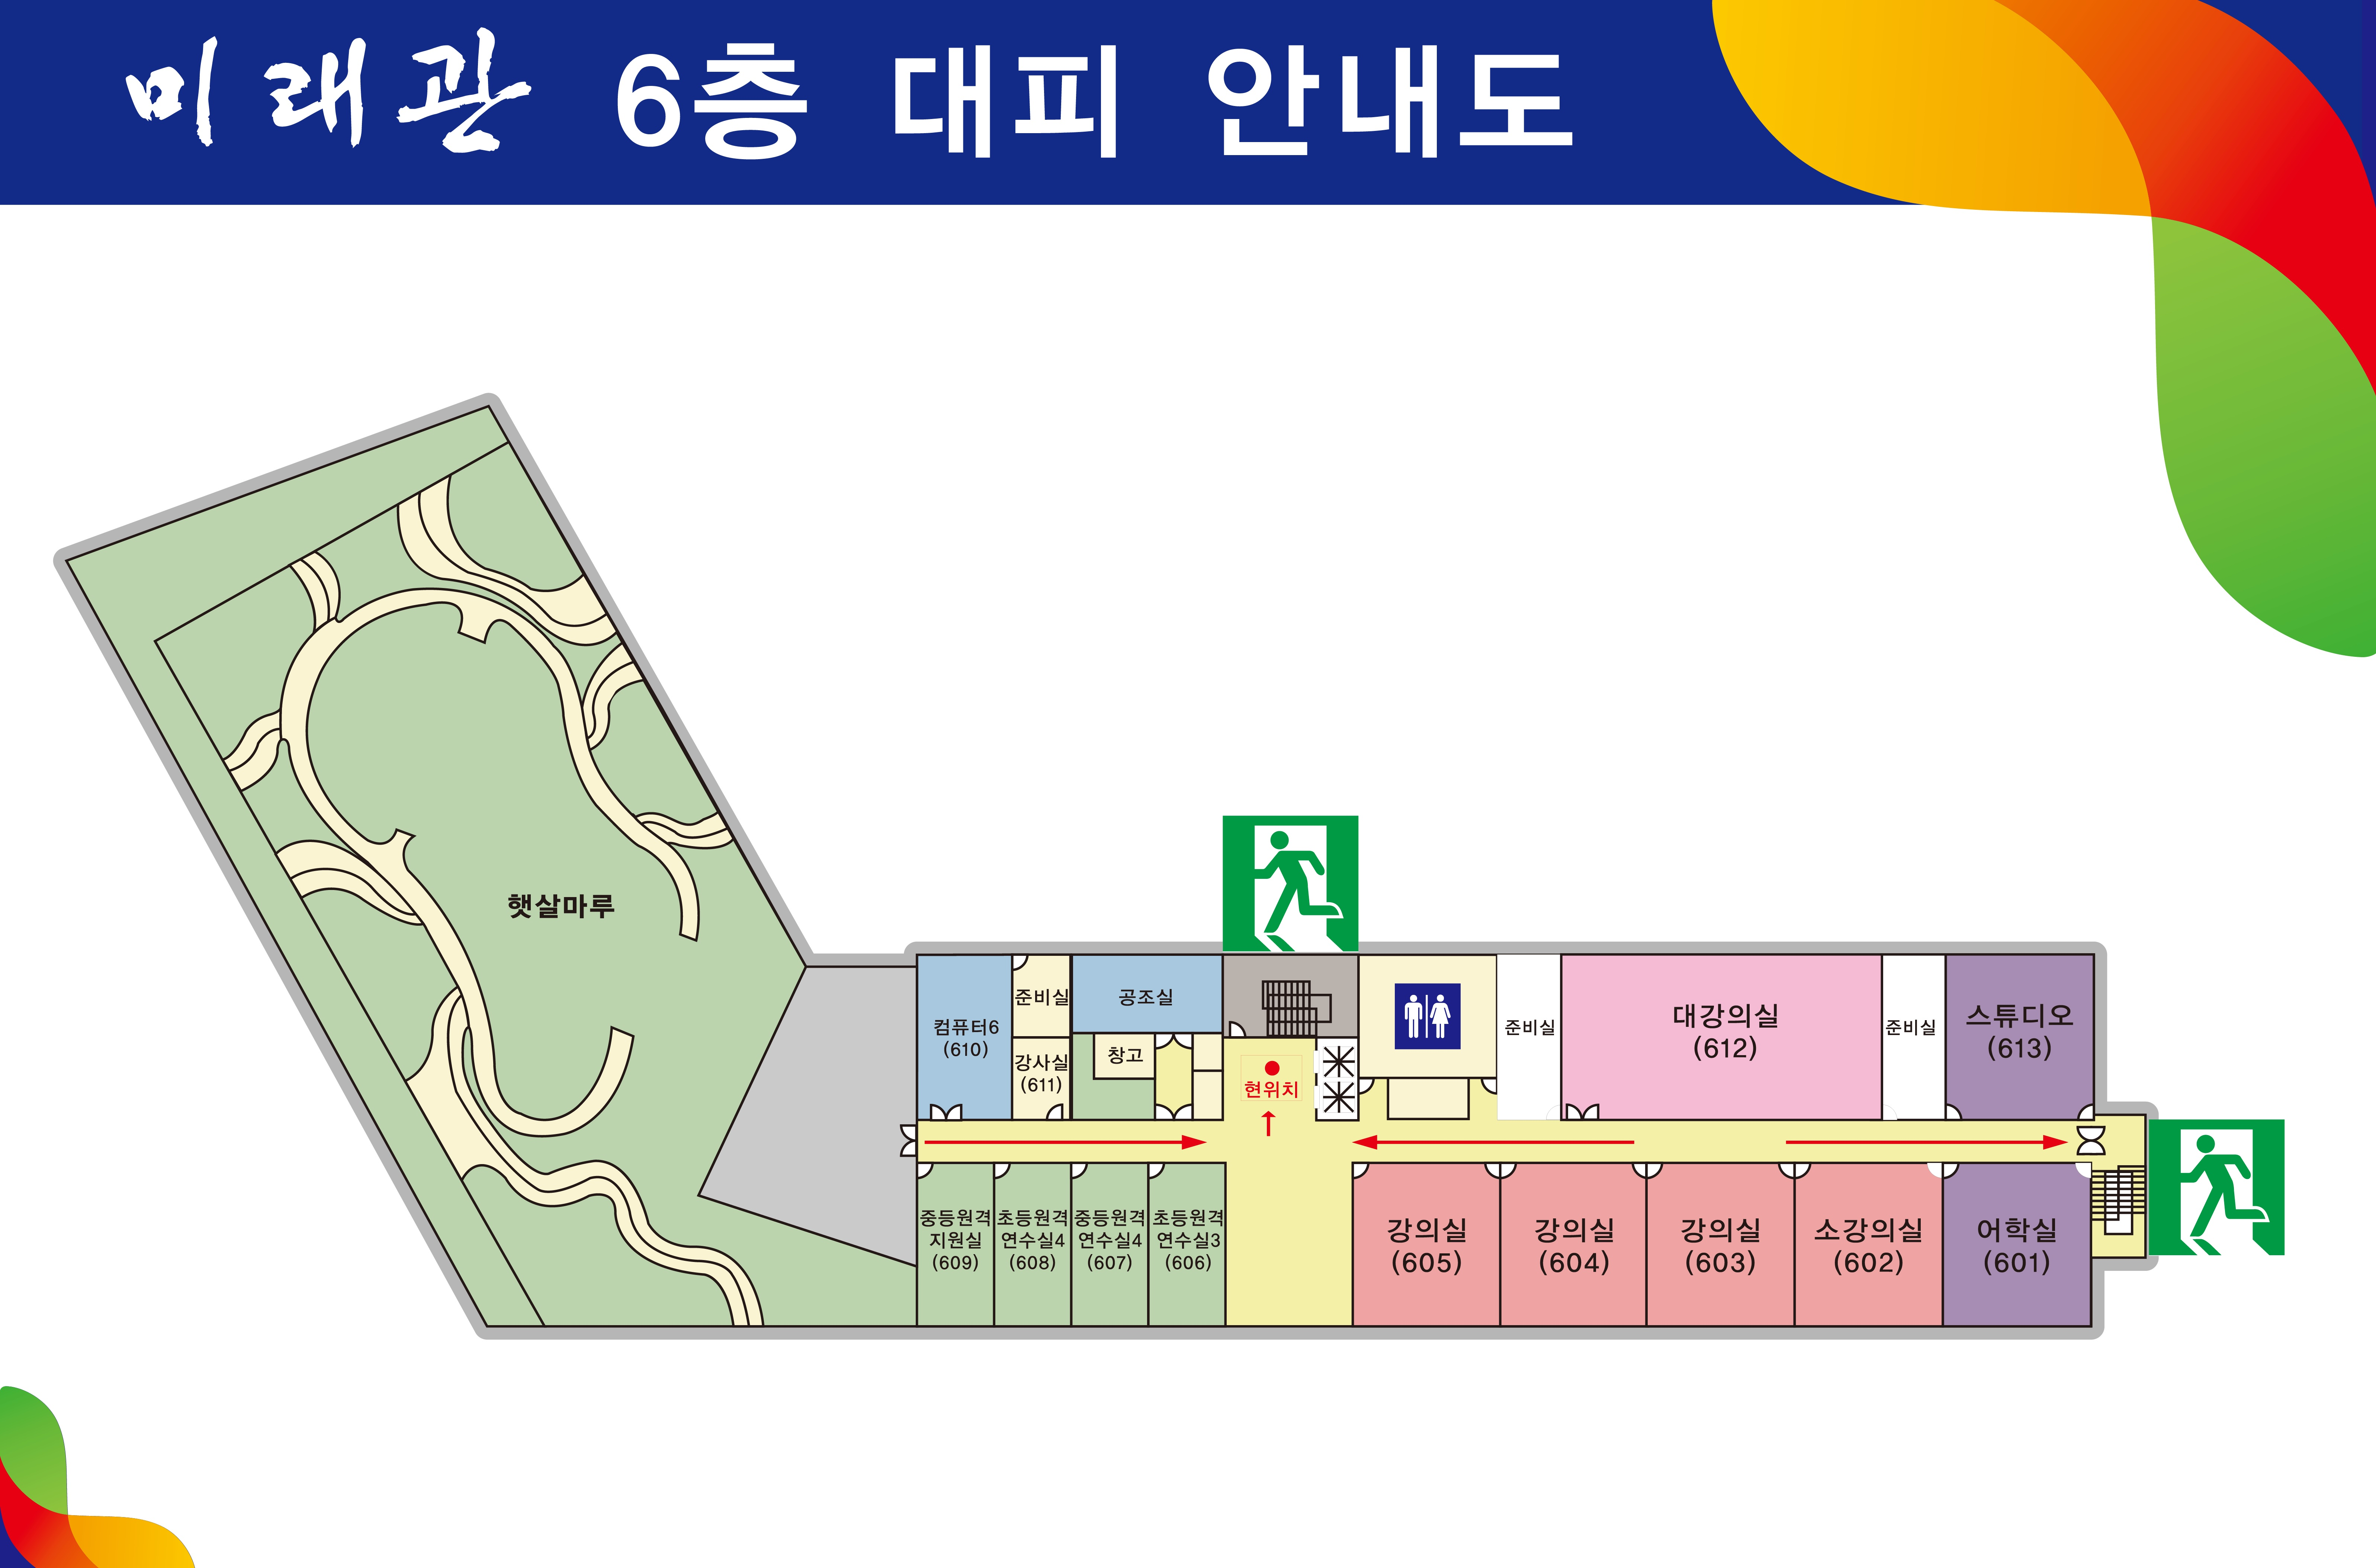 미래관 6층 대피 안내도
햇살마루
컴퓨터6
(610)
준비실
강사실
(611)
공조실
창고
현위치
준비실
대강의실
(612)
준비실
스튜디오
(613)
중등원격
지원실
(609)
초등원격
연수실4
(608)
중등원격
연수실4
(607)
초등원격
연수실3
(606)
강의실
(605)
강의실
(604)
강의실
(603)
소강의실
(602)
어학실
(601)